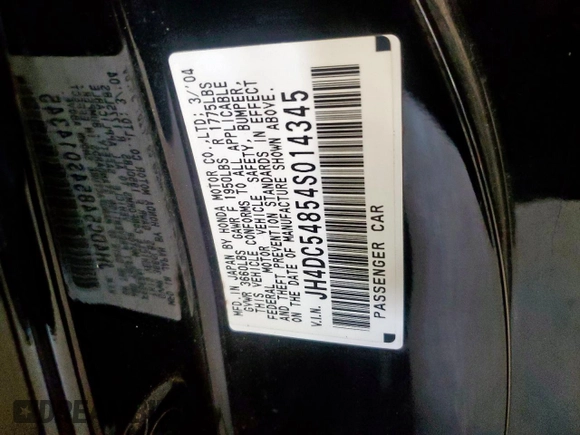 MFD. IN JAPAN BY HONDA MOTOR CO.,LTD; 3/'04
GVWR 3660LBS GAWR F 1950LBS R 1775LBS
THIS VEHICLE CONFORMS TO ALL APPLICABLE
FEDERAL MOTOR VEHICLE SAFETY, BUMPER,
AND THEFT PREVENTION STANDARDS IN EFFECT
ON THE DATE OF MANUFACTURE SHOWN ABOVE.
V.I.N. JH4DC54854S014345
PASSENGER CAR